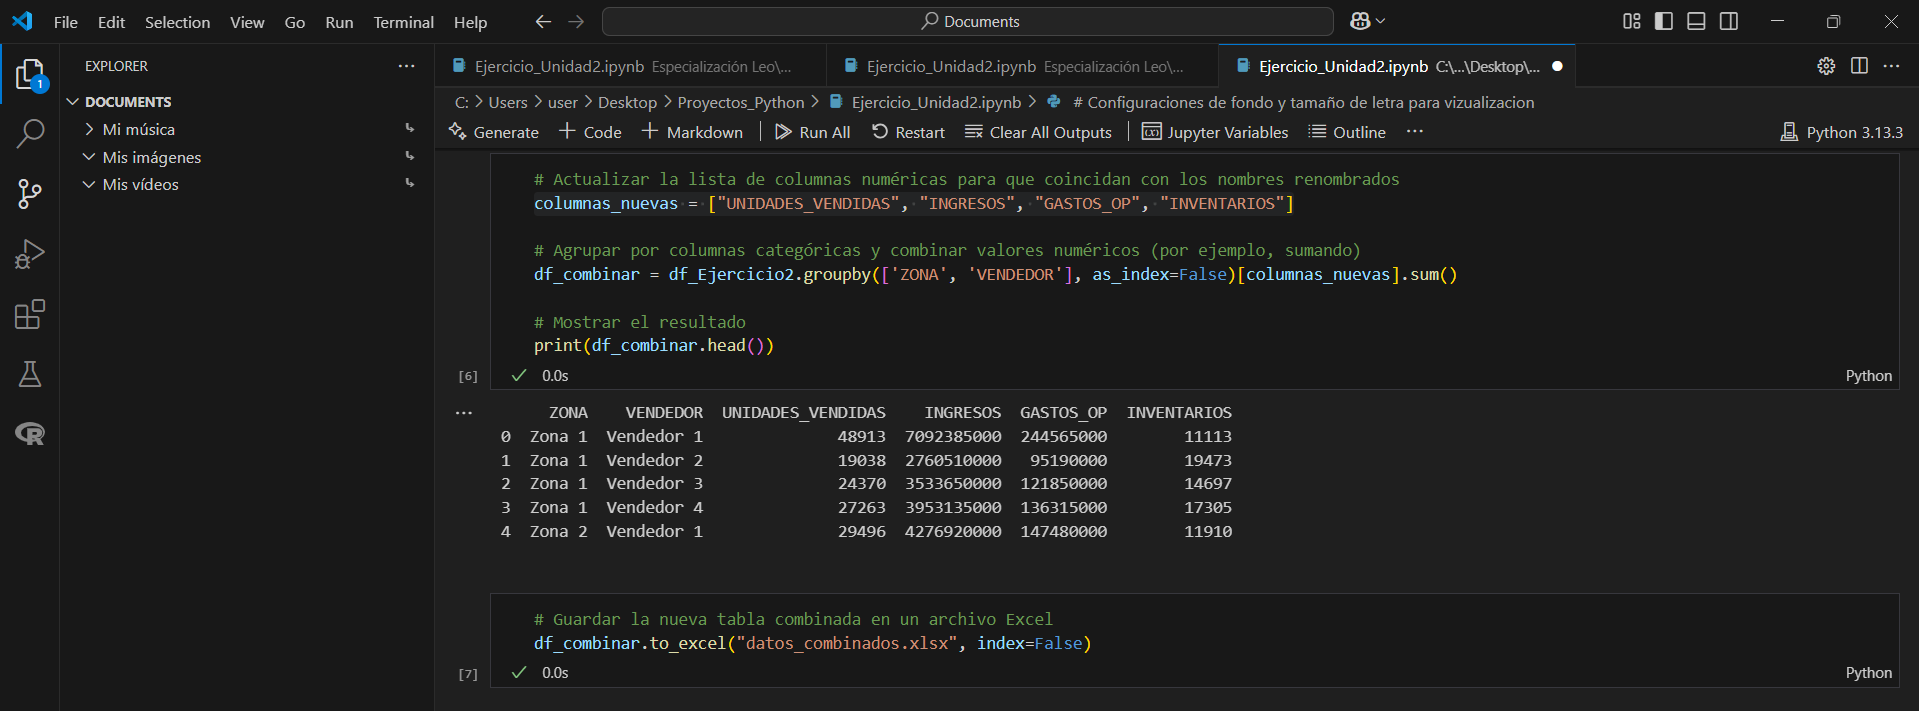 File Edit Selection View Go Run Terminal Help Documents
EXPLORER
Ejercicio_Unidad2.ipynb Especialización Leo\... Ejercicio_Unidad2.ipynb Especialización Leo\... Ejercicio_Unidad2.ipynb C:\...\Desktop\...
1
DOCUMENTS
Mi música
Mis imágenes
Mis vídeos
C: > Users > user > Desktop > Proyectos_Python > Ejercicio_Unidad2.ipynb > # Configuraciones de fondo y tamaño de letra para vizualizacion
Generate + Code + Markdown Run All Restart Clear All Outputs Jupyter Variables Outline ... Python 3.13.3
# Actualizar la lista de columnas numéricas para que coincidan con los nombres renombrados
columnas_nuevas = ["UNIDADES_VENDIDAS", "INGRESOS", "GASTOS_OP", "INVENTARIOS"]
# Agrupar por columnas categóricas y combinar valores numéricos (por ejemplo, sumando)
df_combinar = df_Ejercicio2.groupby(['ZONA', 'VENDEDOR'], as_index=False)[columnas_nuevas].sum()
# Mostrar el resultado
print(df_combinar.head())
[6] 0.0s Python
ZONA VENDEDOR UNIDADES_VENDIDAS INGRESOS GASTOS_OP INVENTARIOS
0 Zona 1 Vendedor 1 48913 7092385000 244565000 11113
1 Zona 1 Vendedor 2 19038 2760510000 95190000 19473
2 Zona 1 Vendedor 3 24370 3533650000 121850000 14697
3 Zona 1 Vendedor 4 27263 3953135000 136315000 17305
4 Zona 2 Vendedor 1 29496 4276920000 147480000 11910
# Guardar la nueva tabla combinada en un archivo Excel
df_combinar.to_excel("datos_combinados.xlsx", index=False)
[7] 0.0s Python